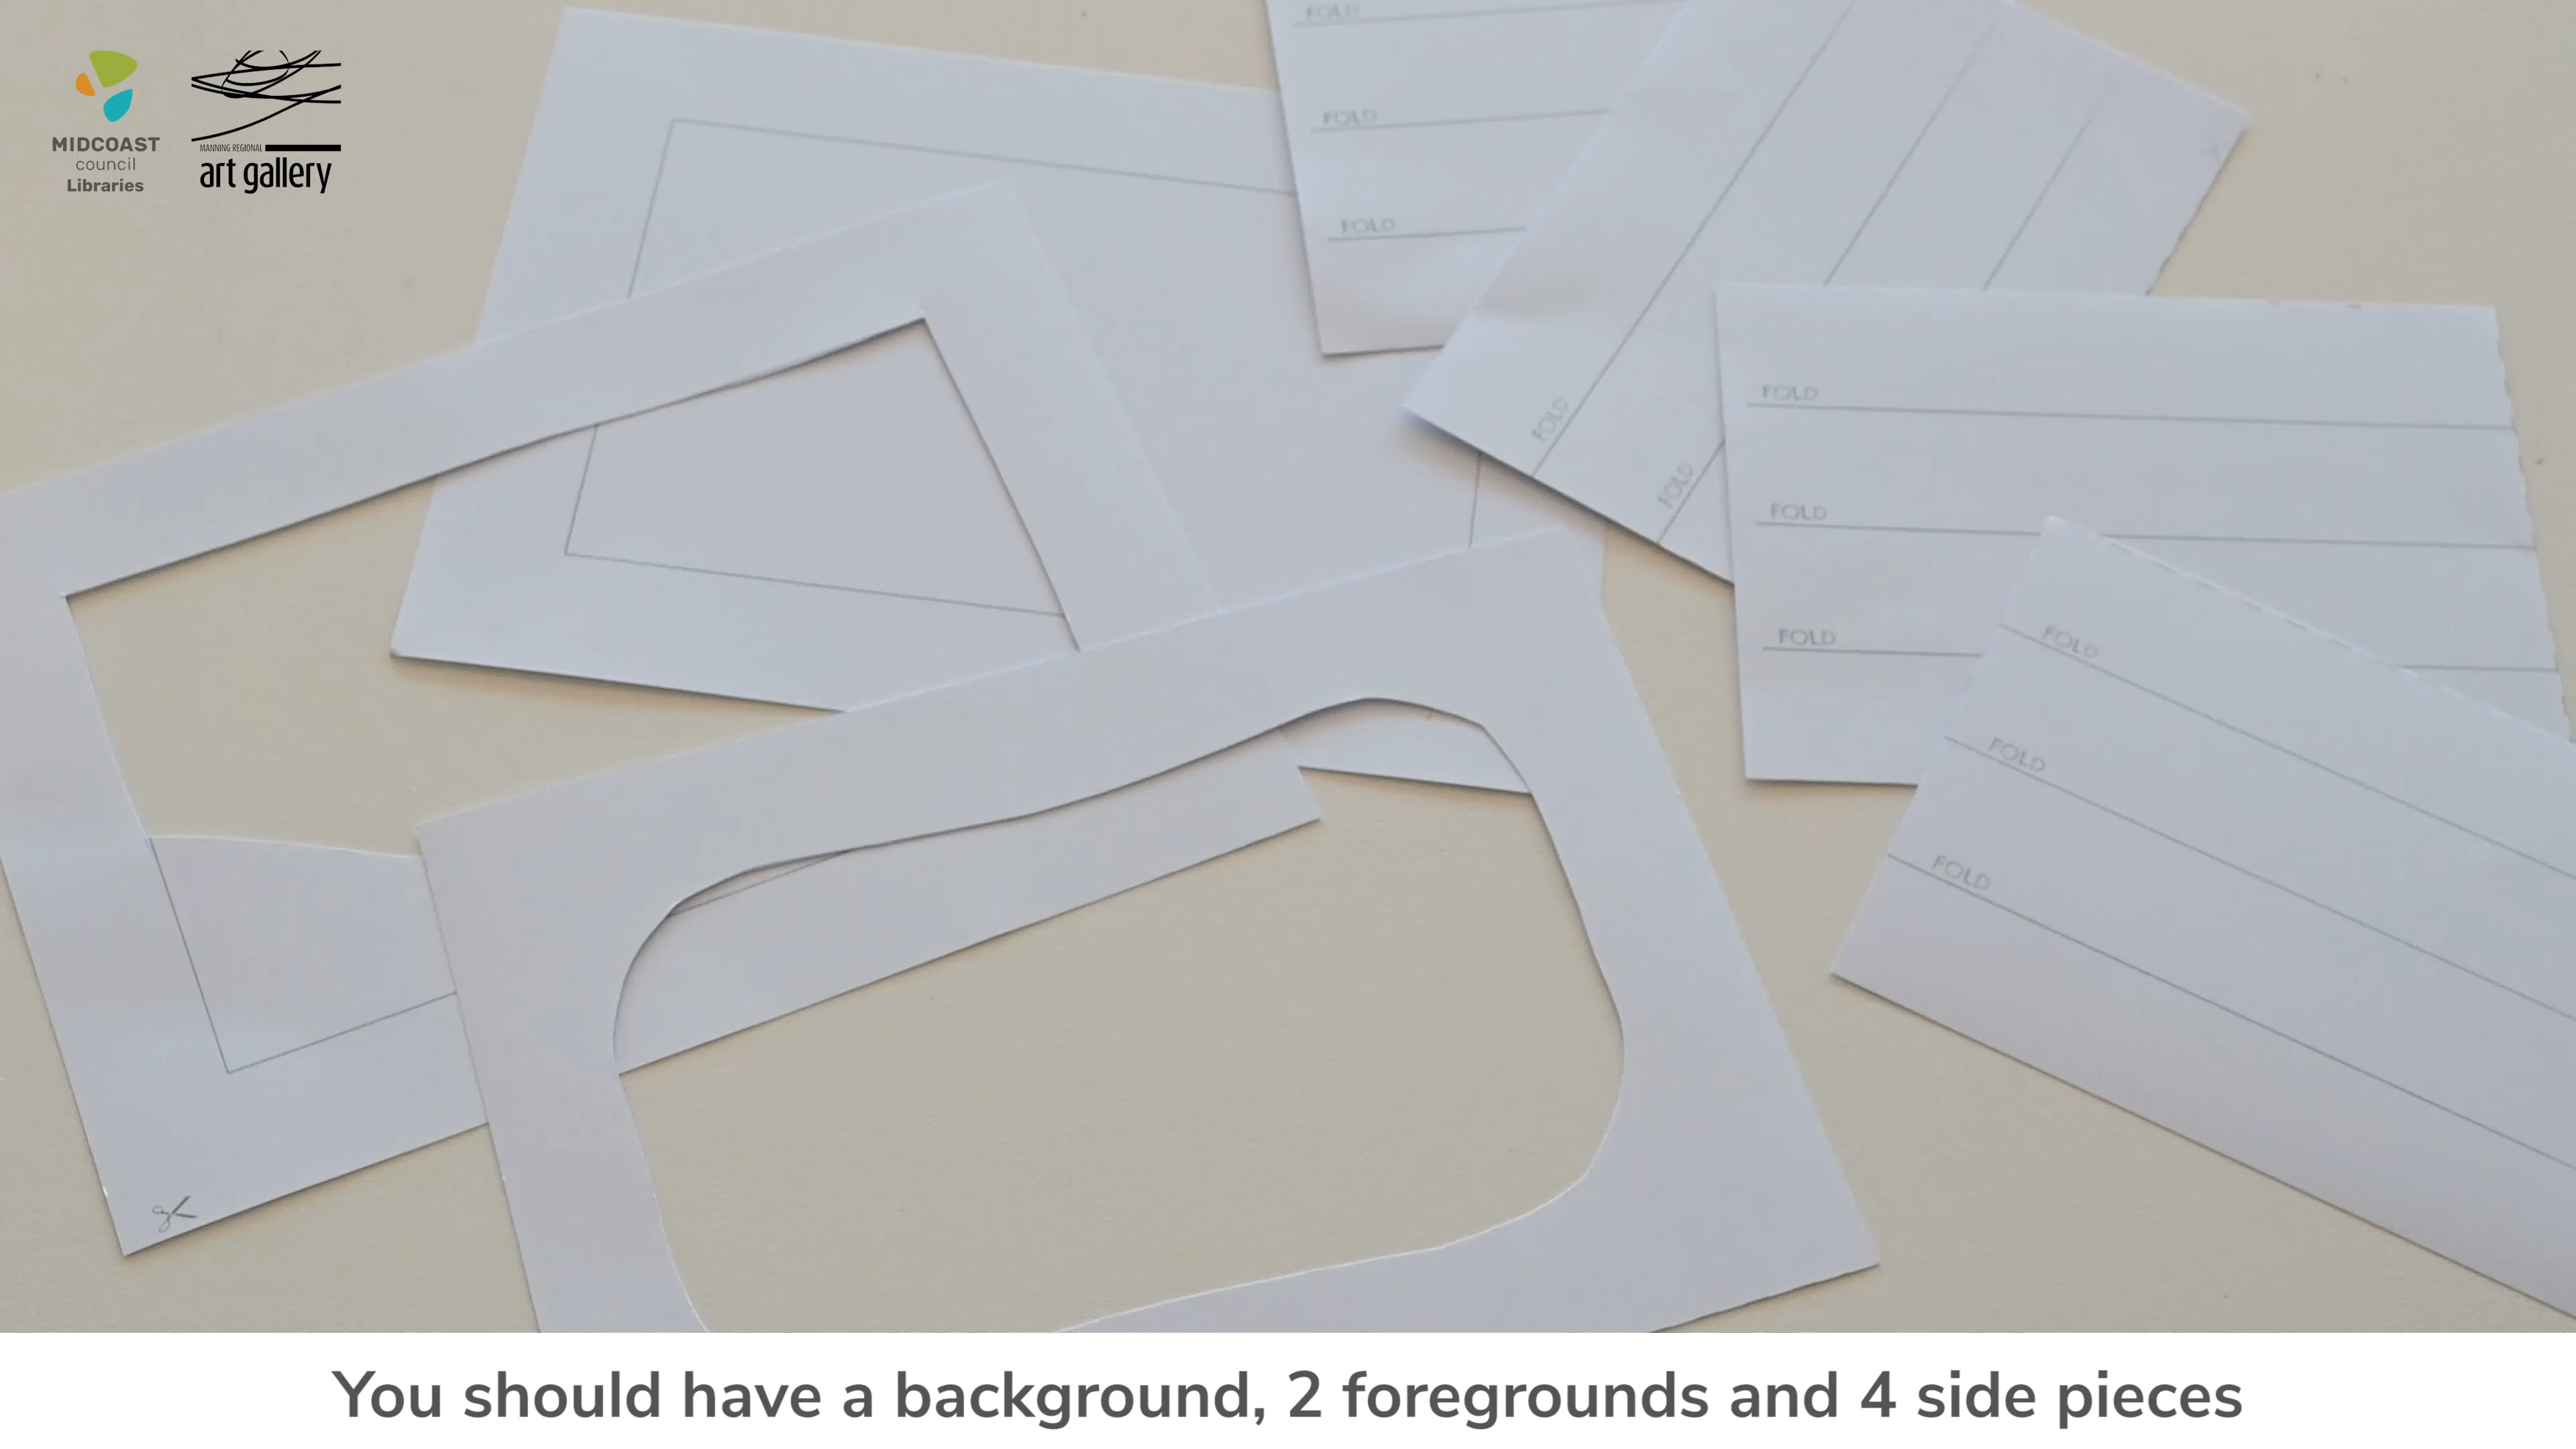 MIDCOAST
council
Libraries
MANNING REGIONAL
art gallery
FOLD
FOLD
FOLD
FOLD
FOLD
FOLD
FOLD
FOLD
FOLD
FOLD
FOLD
You should have a background, 2 foregrounds and 4 side pieces